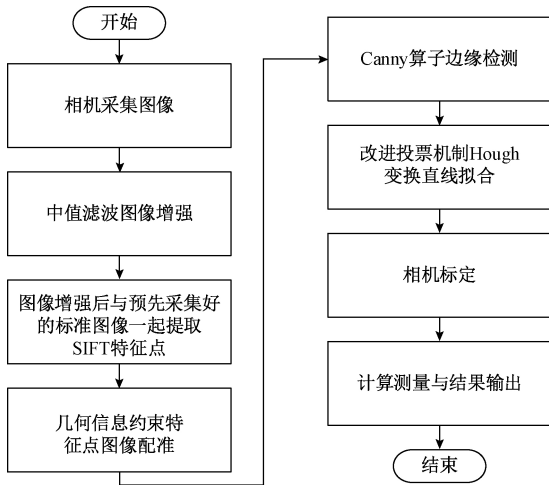 开始
相机采集图像
中值滤波图像增强
图像增强后与预先采集好
的标准图像一起提取
SIFT特征点
几何信息约束特
征点图像配准
Canny算子边缘检测
改进投票机制Hough
变换直线拟合
相机标定
计算测量与结果输出
结束